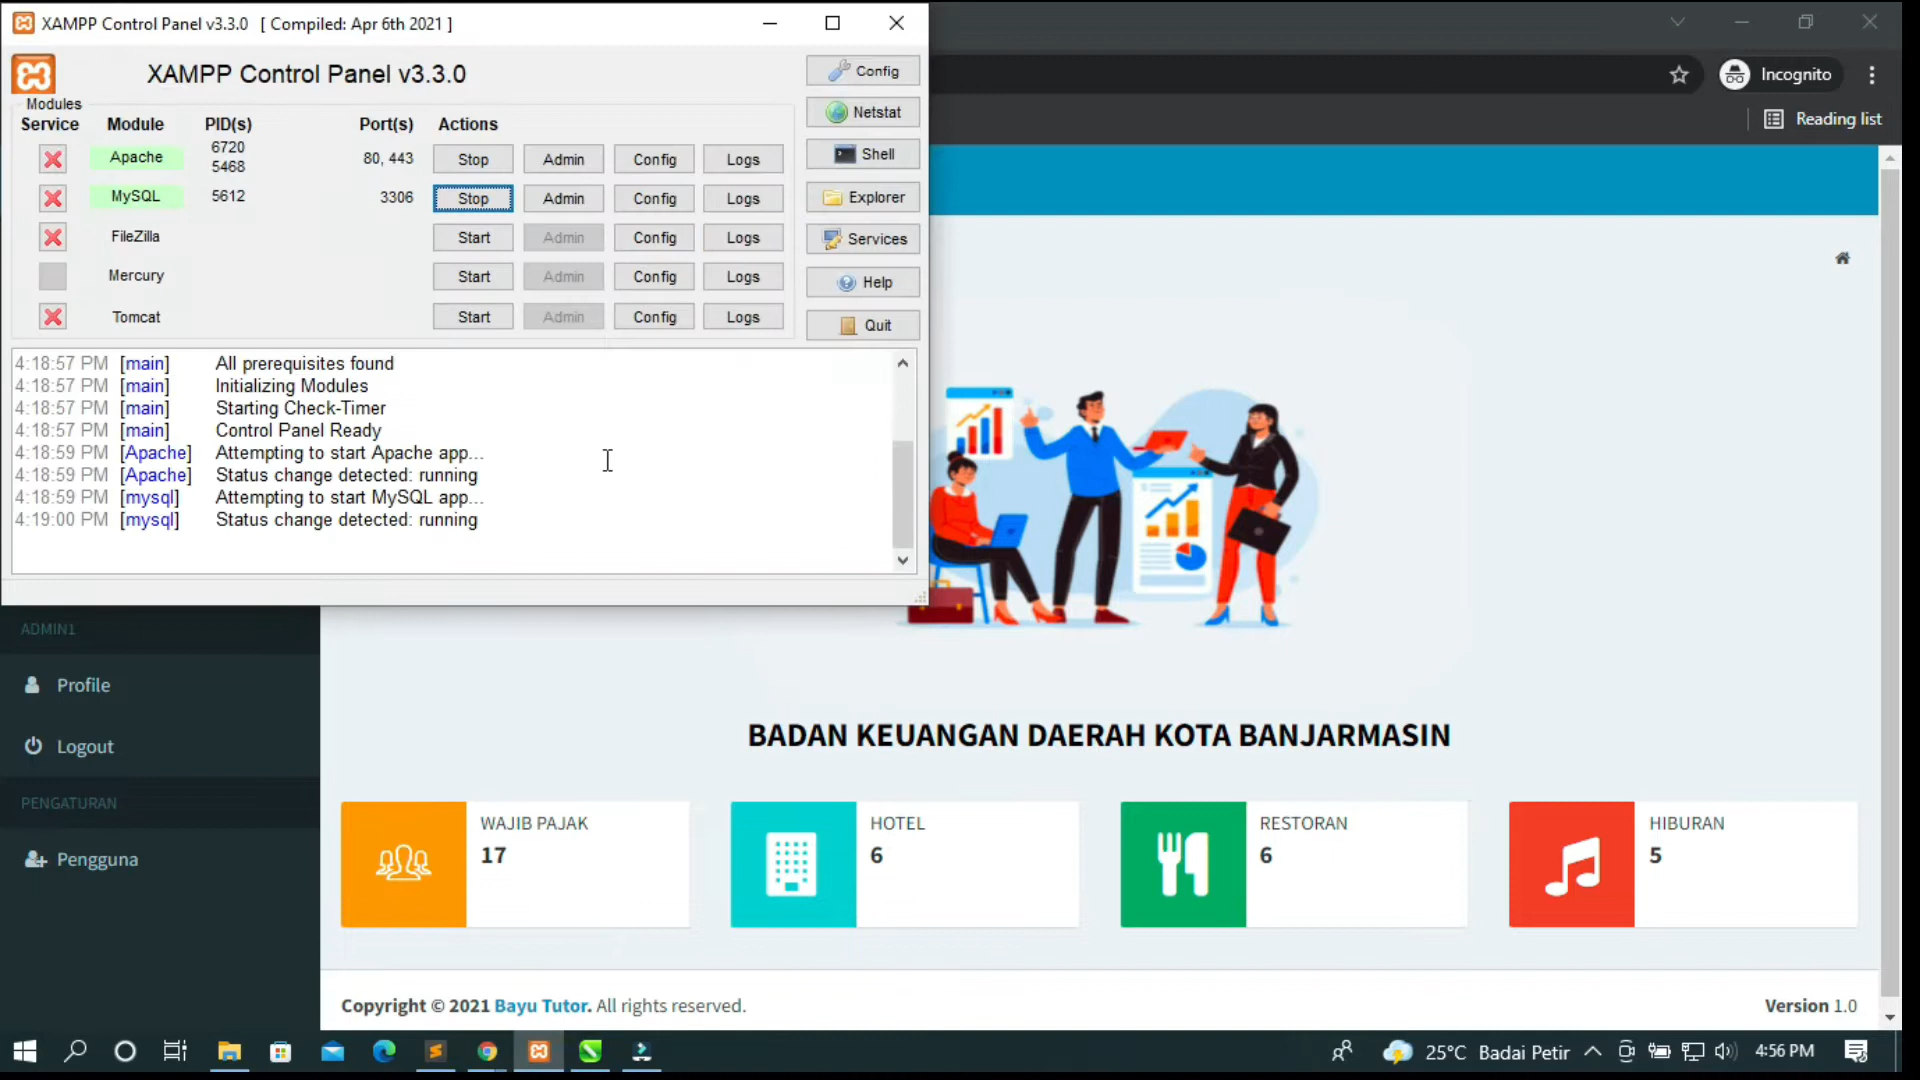 XAMPP Control Panel v3.3.0 [ Compiled: Apr 6th 2021 ]
XAMPP Control Panel v3.3.0
Modules
Service Module PID(s) Port(s) Actions
Apache 6720 5468 80, 443 Stop Admin Config Logs
MySQL 5612 3306 Stop Admin Config Logs
FileZilla Start Admin Config Logs
Mercury Start Admin Config Logs
Tomcat Start Admin Config Logs
Config
Netstat
Shell
Explorer
Services
Help
Quit
4:18:57 PM [main] All prerequisites found
4:18:57 PM [main] Initializing Modules
4:18:57 PM [main] Starting Check-Timer
4:18:57 PM [main] Control Panel Ready
4:18:59 PM [Apache] Attempting to start Apache app...
4:18:59 PM [Apache] Status change detected: running
4:18:59 PM [mysql] Attempting to start MySQL app...
4:19:00 PM [mysql] Status change detected: running
Incognito
Reading list
ADMIN1
Profile
Logout
PENGATURAN
Pengguna
BADAN KEUANGAN DAERAH KOTA BANJARMASIN
WAJIB PAJAK
17
HOTEL
6
RESTORAN
6
HIBURAN
5
Copyright © 2021 Bayu Tutor. All rights reserved.
Version 1.0
25°C Badai Petir
4:56 PM